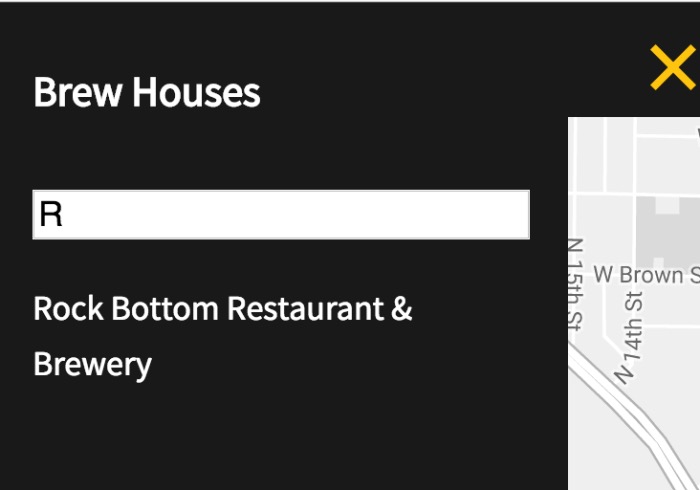 Brew Houses
R
Rock Bottom Restaurant &
Brewery
N 15th St
W Brown S
N 14th St